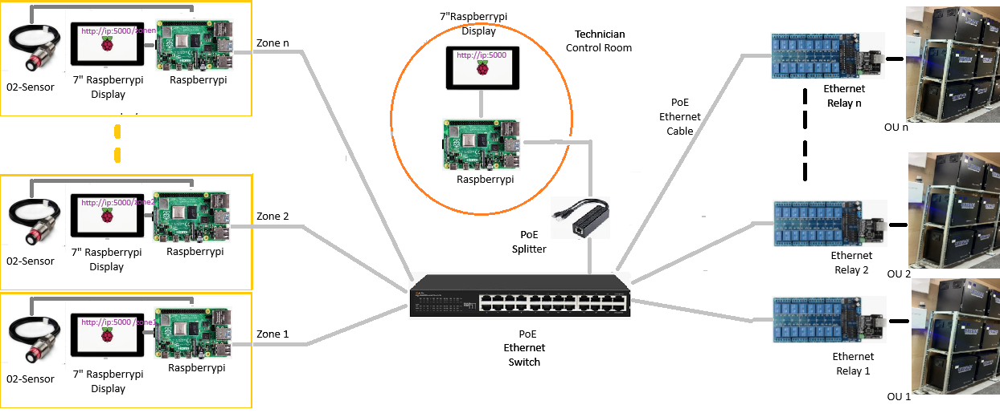 http://ip:5000/zonen
02-Sensor
7" Raspberrypi
Display
Raspberrypi
Zone n
7"Raspberrypi
Display
http://ip:5000
Technician
Control Room
Raspberrypi
PoE
Ethernet
Cable
Ethernet
Relay n
OU n
http://ip:5000/zone2
02-Sensor
7" Raspberrypi
Display
Raspberrypi
Zone 2
PoE
Splitter
Ethernet
Relay 2
OU 2
http://ip:5000/zone1
02-Sensor
7" Raspberrypi
Display
Raspberrypi
Zone 1
PoE
Ethernet
Switch
Ethernet
Relay 1
OU 1